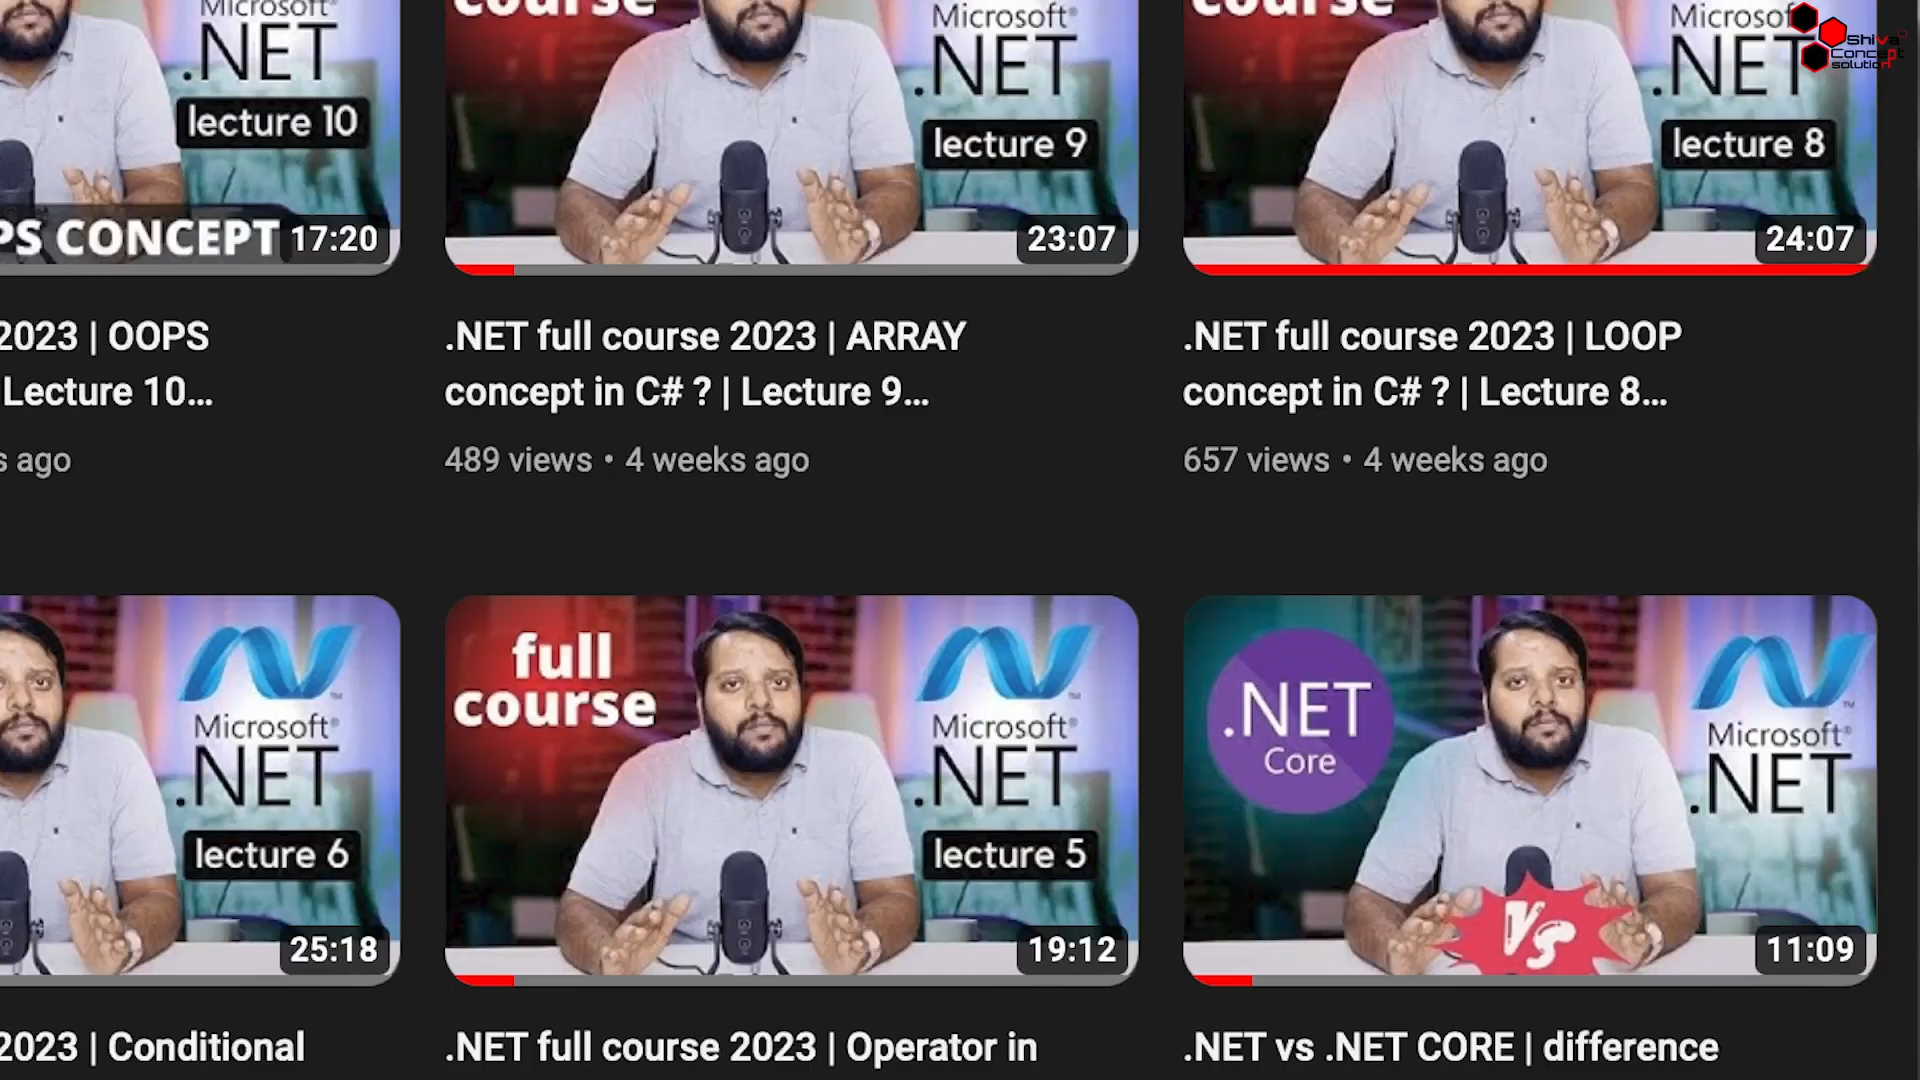 Microsoft
.NET
lecture 10
PS CONCEPT
17:20
2023 | OOPS
Lecture 10...
s ago
course
Microsoft®
.NET
lecture 9
23:07
.NET full course 2023 | ARRAY
concept in C# ? | Lecture 9...
489 views • 4 weeks ago
course
Microsoft
.NET
lecture 8
24:07
.NET full course 2023 | LOOP
concept in C# ? | Lecture 8...
657 views • 4 weeks ago
Shiva
Concept
solution
Microsoft®
.NET
lecture 6
25:18
2023 | Conditional
full
course
Microsoft®
.NET
lecture 5
19:12
.NET full course 2023 | Operator in
.NET
Core
Microsoft®
.NET
Vs
11:09
.NET vs .NET CORE | difference